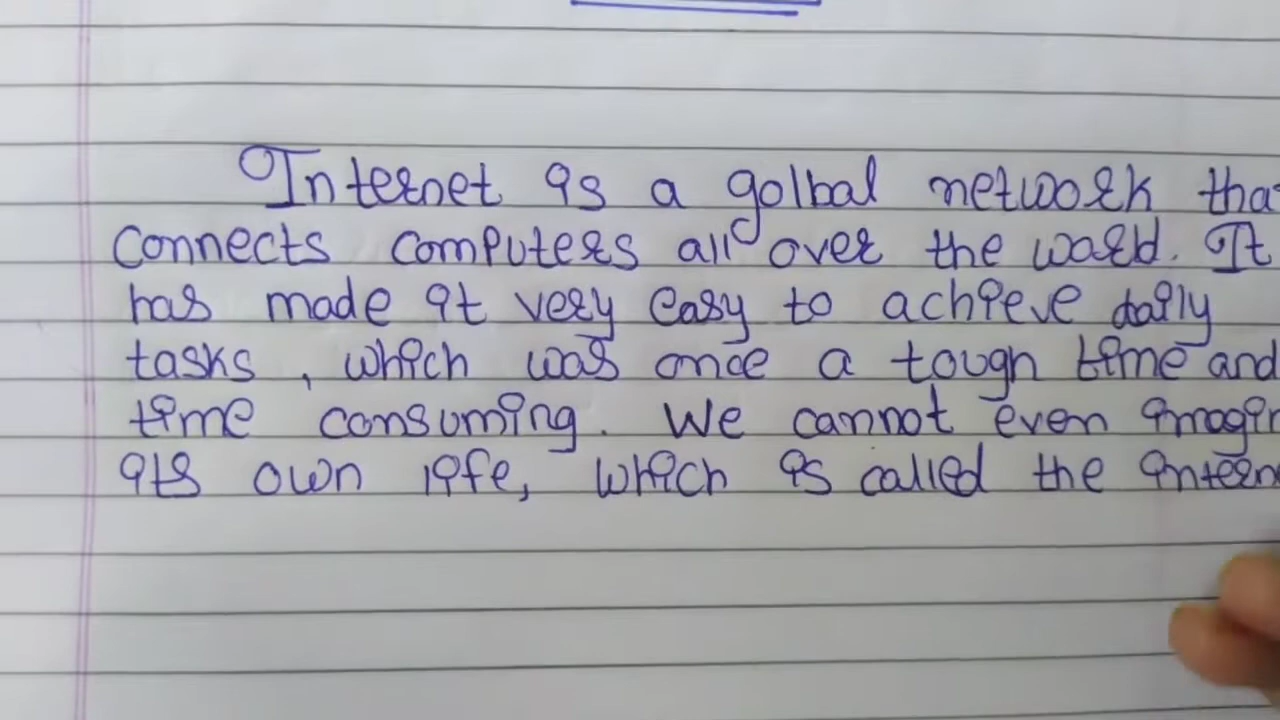 Internet is a golbal network tha
connects computers all over the warld. It
has made it very easy to achieve daily
tasks , which was once a tough time and
time consuming. We cannot even imagin
its own life, which is called the intern